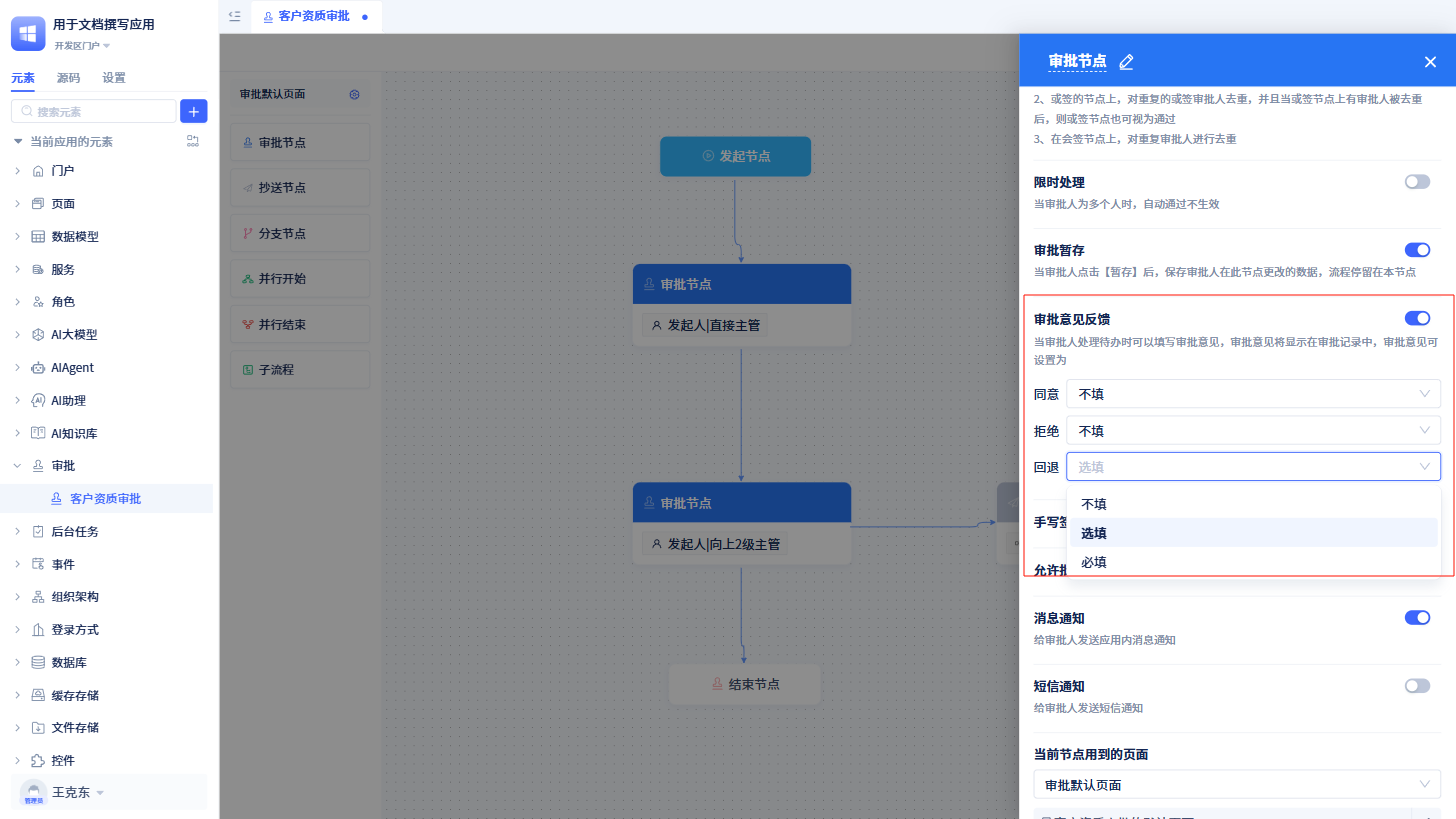 用于文档撰写应用
开发区门户
元素
源码
设置
搜索元素
当前应用的元素
门户
页面
数据模型
服务
角色
AI大模型
AIAgent
AI助理
AI知识库
审批
客户资质审批
后台任务
事件
组织架构
登录方式
数据库
缓存存储
文件存储
控件
管理员
王克东
客户资质审批
审批默认页面
审批节点
抄送节点
分支节点
并行开始
并行结束
子流程
发起节点
审批节点
发起人|直接主管
审批节点
发起人|向上2级主管
结束节点
审批节点
2、或签的节点上，对重复的或签审批人去重，并且当或签节点上有审批人被去重
后，则或签节点也可视为通过
3、在会签节点上，对重复审批人进行去重
限时处理
当审批人为多个人时，自动通过不生效
审批暂存
当审批人点击【暂存】后，保存审批人在此节点更改的数据，流程停留在本节点
审批意见反馈
当审批人处理待办时可以填写审批意见，审批意见将显示在审批记录中，审批意见可
设置为
同意 不填
拒绝 不填
回退 选填
不填
手写
选填
必填
允许
消息通知
给审批人发送应用内消息通知
短信通知
给审批人发送短信通知
当前节点用到的页面
审批默认页面